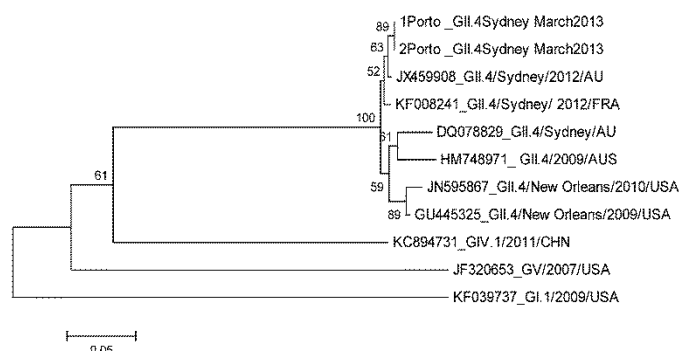 89
1Porto _GII.4Sydney March2013
63
2Porto _GII.4Sydney March2013
52
JX459908_GII.4/Sydney/2012/AU
KF008241_GII.4/Sydney/ 2012/FRA
100
DQ078829_GII.4/Sydney/AU
61
HM748971_ GII.4/2009/AUS
61
59
JN595867_GII.4/New Orleans/2010/USA
89
GU445325_GII.4/New Orleans/2009/USA
KC894731_GIV.1/2011/CHN
JF320653_GV/2007/USA
KF039737_GI.1/2009/USA
0.05